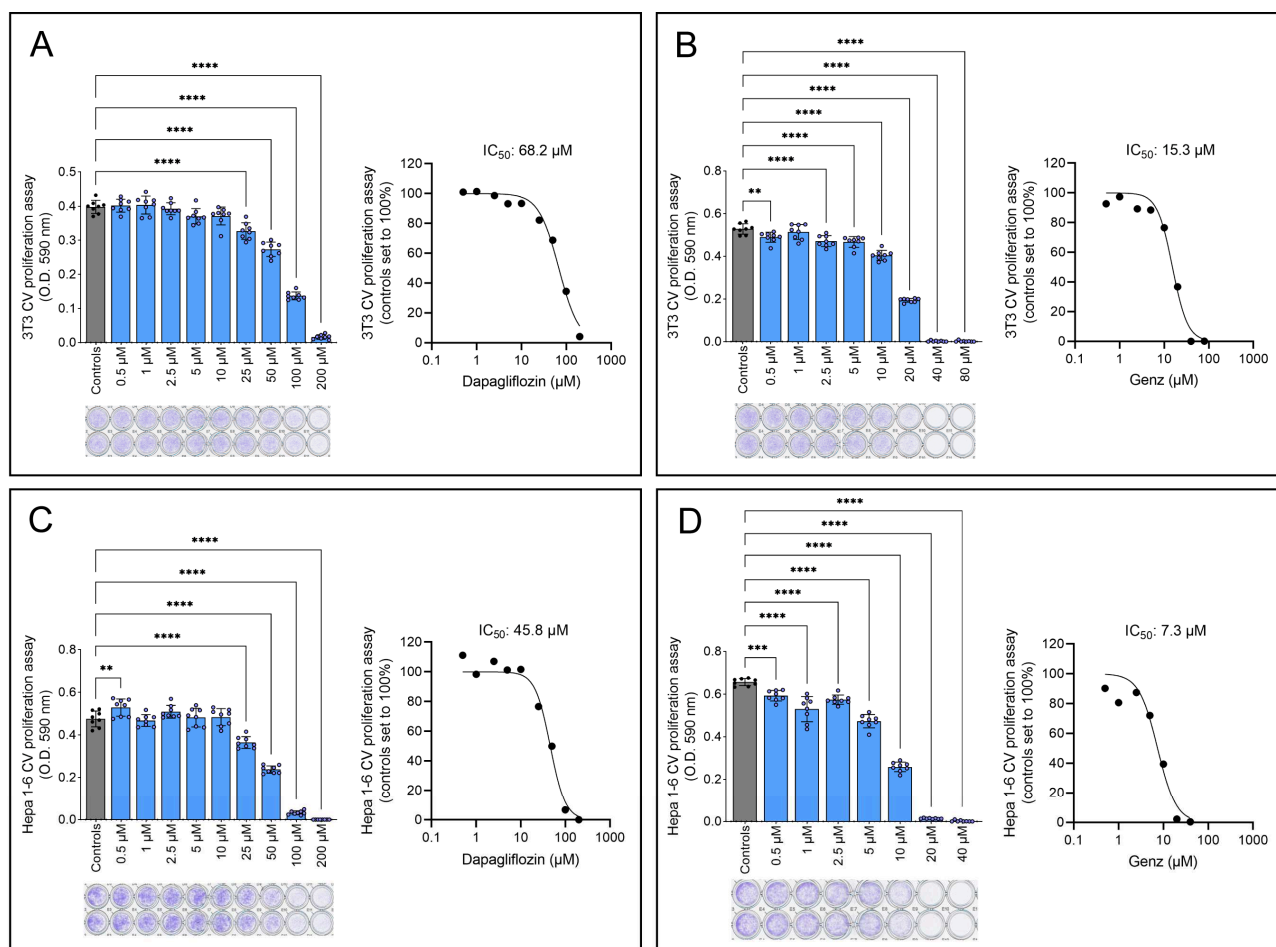 A
****
****
****
****
3T3 CV proliferation assay
(O.D. 590 nm)
0.5
0.4
0.3
0.2
0.1
0.0
Controls
0.5 µM
1 µM
2.5 µM
5 µM
10 µM
25 µM
50 µM
100 µM
200 µM
IC50: 68.2 µM
3T3 CV proliferation assay
(controls set to 100%)
120
100
80
60
40
20
0
0.1 1 10 100 1000
Dapagliflozin (µM)
B
****
****
****
****
****
****
**
3T3 CV proliferation assay
(O.D. 590 nm)
0.8
0.6
0.4
0.2
0.0
Controls
0.5 µM
1 µM
2.5 µM
5 µM
10 µM
20 µM
40 µM
80 µM
IC50: 15.3 µM
3T3 CV proliferation assay
(controls set to 100%)
120
100
80
60
40
20
0
0.1 1 10 100 1000
Genz (µM)
C
****
****
****
****
**
Hepa 1-6 CV proliferation assay
(O.D. 590 nm)
0.8
0.6
0.4
0.2
0.0
Controls
0.5 µM
1 µM
2.5 µM
5 µM
10 µM
25 µM
50 µM
100 µM
200 µM
IC50: 45.8 µM
Hepa 1-6 CV proliferation assay
(controls set to 100%)
120
100
80
60
40
20
0
0.1 1 10 100 1000
Dapagliflozin (µM)
D
****
****
****
****
****
****
***
Hepa 1-6 CV proliferation assay
(O.D. 590 nm)
0.8
0.6
0.4
0.2
0.0
Controls
0.5 µM
1 µM
2.5 µM
5 µM
10 µM
20 µM
40 µM
IC50: 7.3 µM
Hepa 1-6 CV proliferation assay
(controls set to 100%)
120
100
80
60
40
20
0
0.1 1 10 100 1000
Genz (µM)